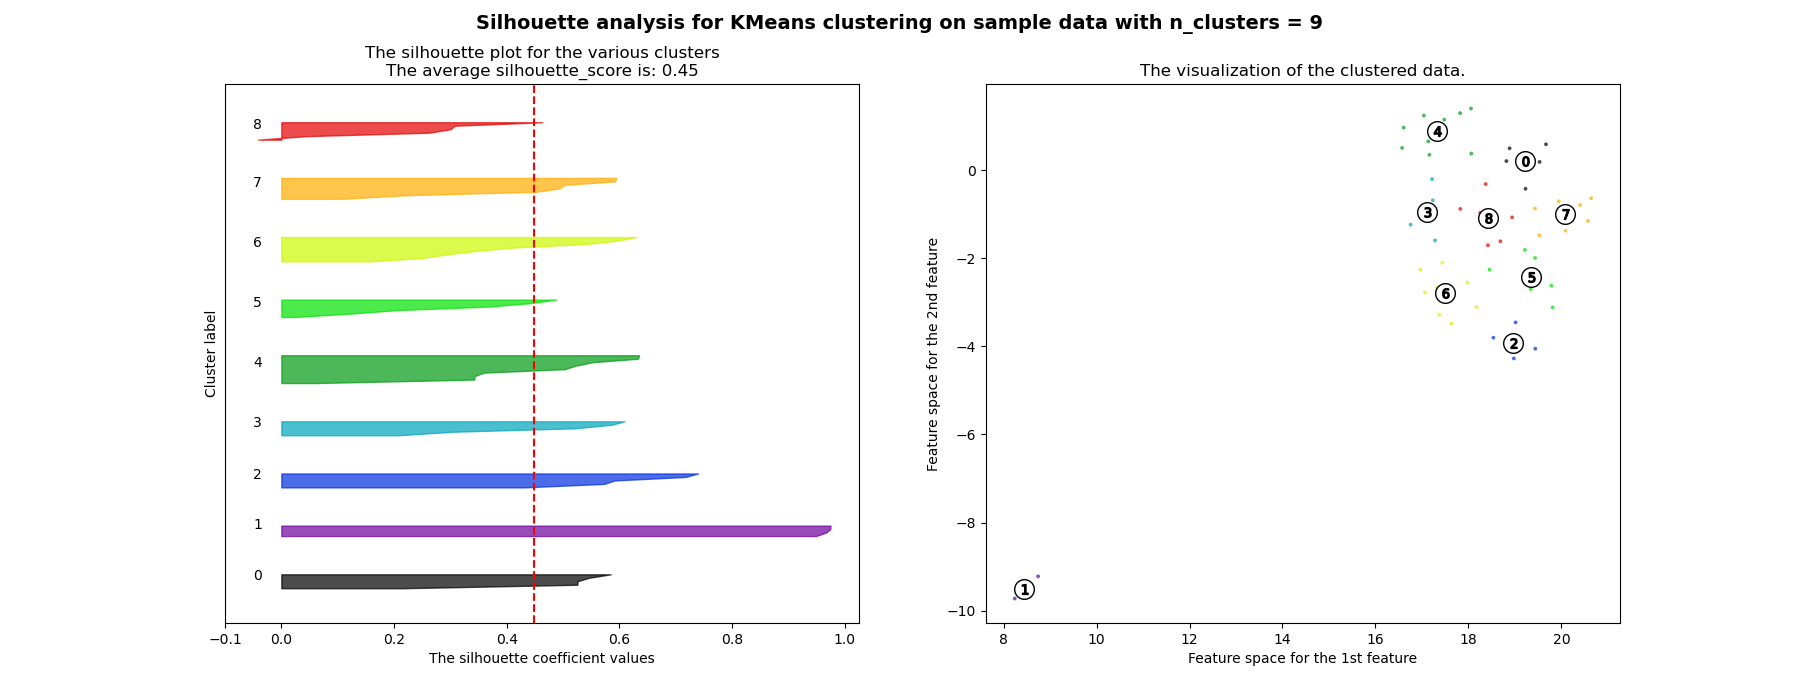 Silhouette analysis for KMeans clustering on sample data with n_clusters = 9
The silhouette plot for the various clusters
The average silhouette_score is: 0.45
8
7
6
5
4
3
2
1
0
Cluster label
−0.1 0.0 0.2 0.4 0.6 0.8 1.0
The silhouette coefficient values
The visualization of the clustered data.
0
−2
−4
−6
−8
−10
Feature space for the 2nd feature
4
0
3
8
7
5
6
2
1
8 10 12 14 16 18 20
Feature space for the 1st feature